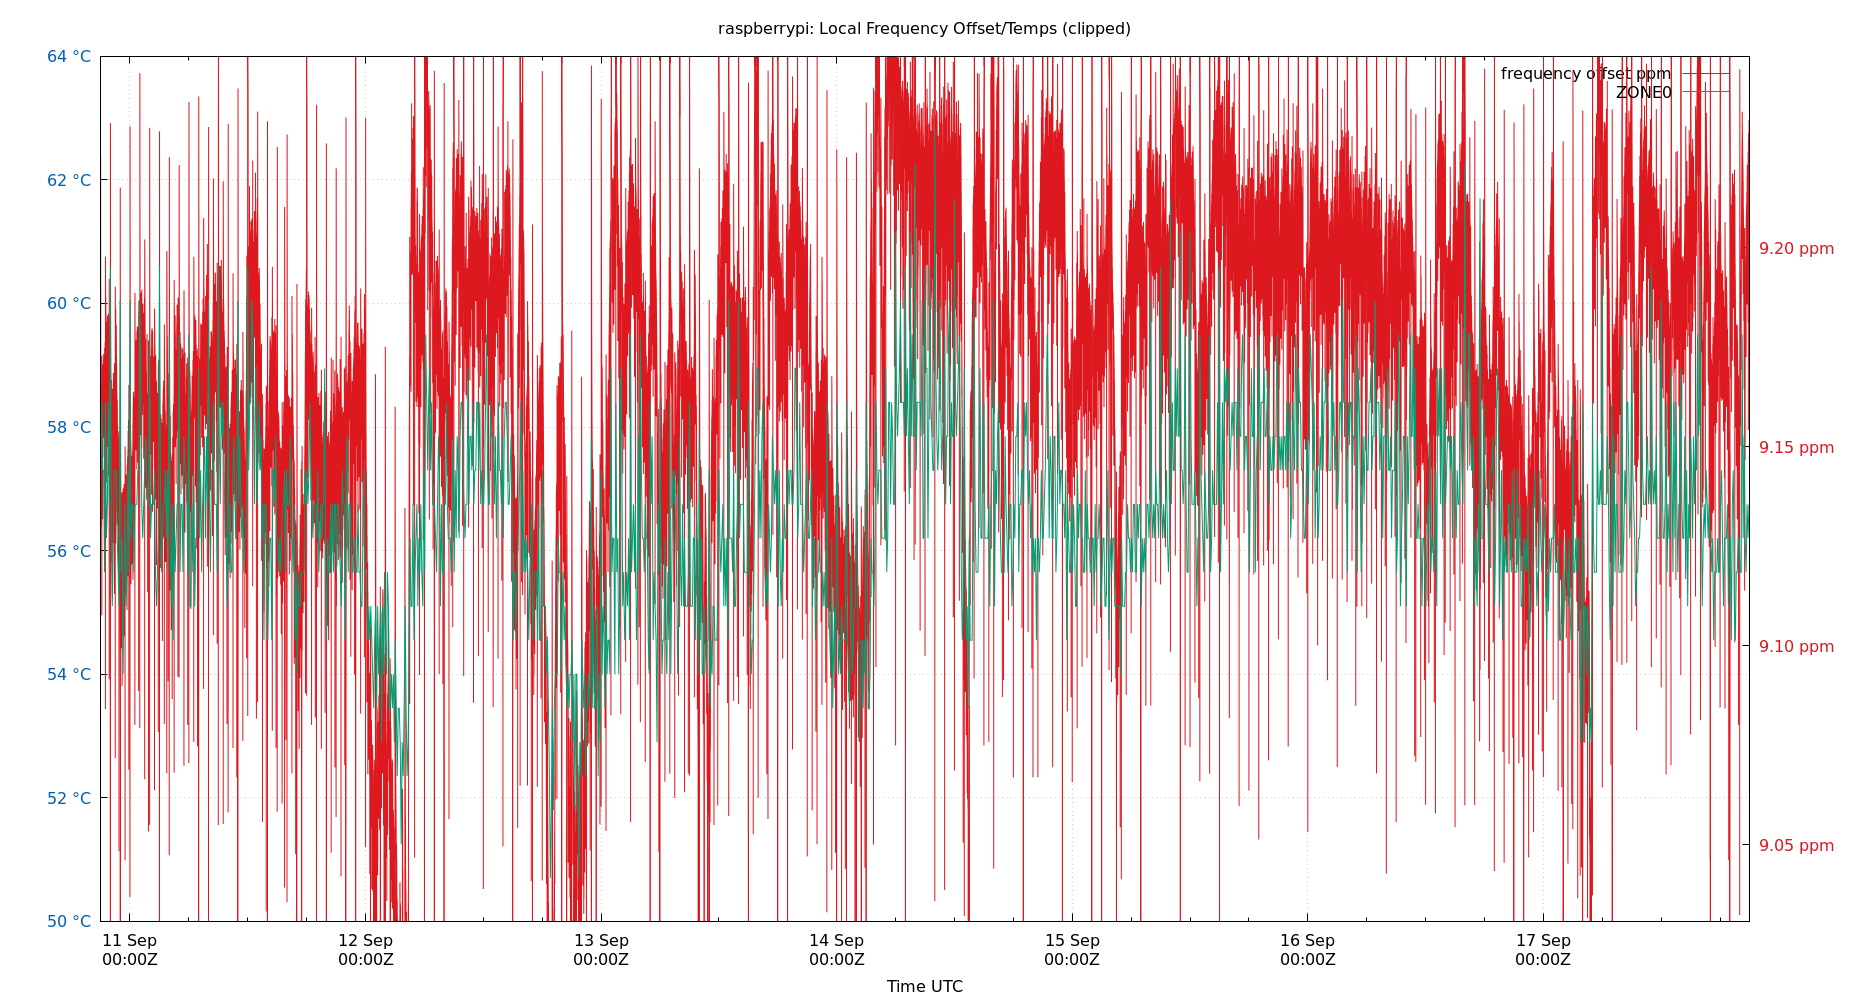 raspberrypi: Local Frequency Offset/Temps (clipped)
64 °C
62 °C
60 °C
58 °C
56 °C
54 °C
52 °C
50 °C
frequency offset ppm
ZONE0
9.20 ppm
9.15 ppm
9.10 ppm
9.05 ppm
11 Sep
00:00Z
12 Sep
00:00Z
13 Sep
00:00Z
14 Sep
00:00Z
15 Sep
00:00Z
16 Sep
00:00Z
17 Sep
00:00Z
Time UTC